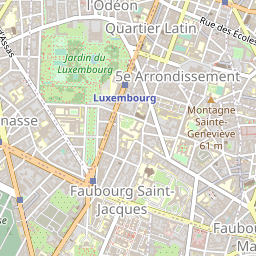 l'Odéon
Rue des Écoles
Quartier Latin
d'Assas
Jardin du
Luxembourg
5e Arrondissement
Luxembourg
Montagne
Sainte-
Geneviève
61 m
nasse
Faubourg Saint-
Jacques
Faubou
Ma